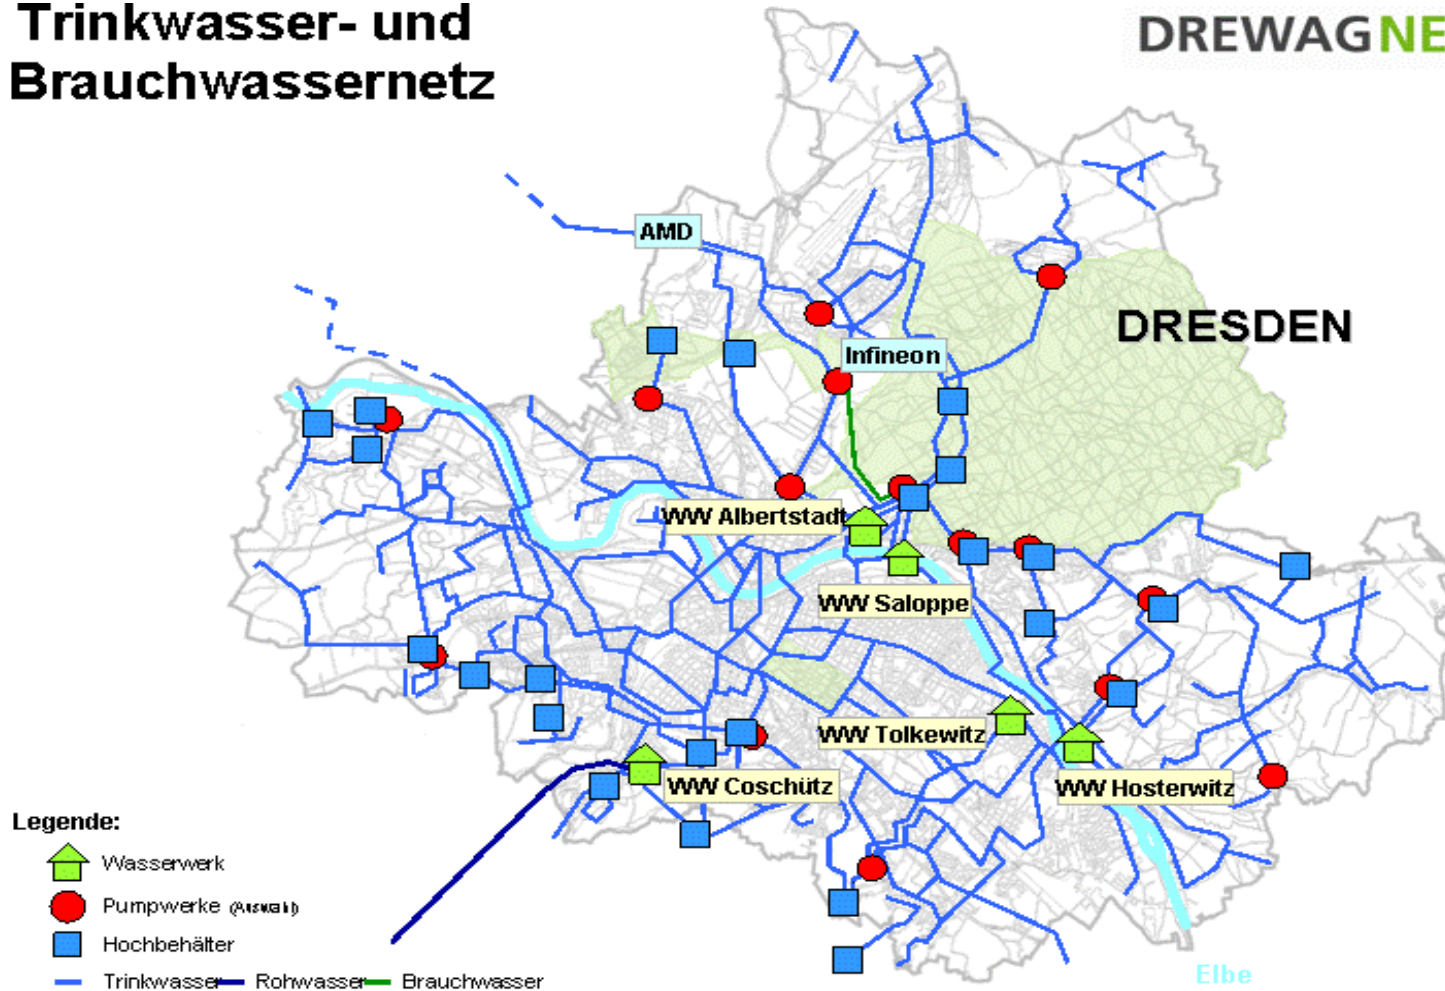 Trinkwasser- und
Brauchwassernetz
DREWAG NE
AMD
DRESDEN
Infineon
WW Albertstadt
WW Saloppe
WW Tolkewitz
WW Coschütz
WW Hosterwitz
Legende:
Wasserwerk
Pumpwerke (Auswahl)
Hochbehälter
Trinkwasser Rohwasser Brauchwasser
Elbe